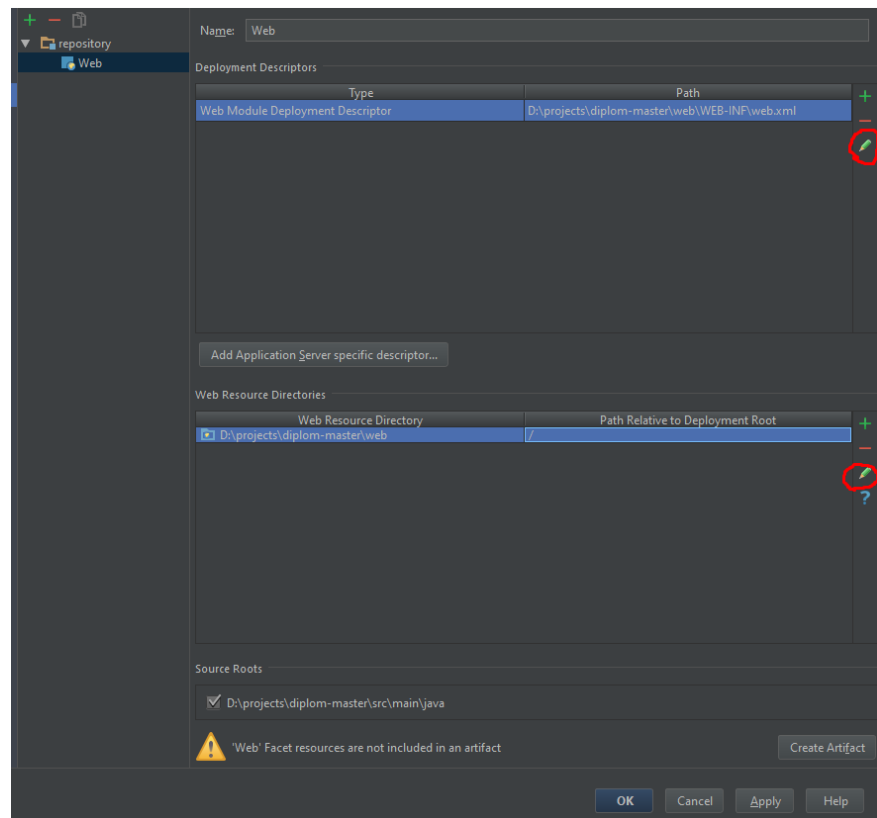 repository
Web
Name: Web
Deployment Descriptors
Type Path
Web Module Deployment Descriptor D:\projects\diplom-master\web\WEB-INF\web.xml
Add Application Server specific descriptor...
Web Resource Directories
Web Resource Directory Path Relative to Deployment Root
D:\projects\diplom-master\web /
?
Source Roots
D:\projects\diplom-master\src\main\java
'Web' Facet resources are not included in an artifact Create Artifact
OK Cancel Apply Help